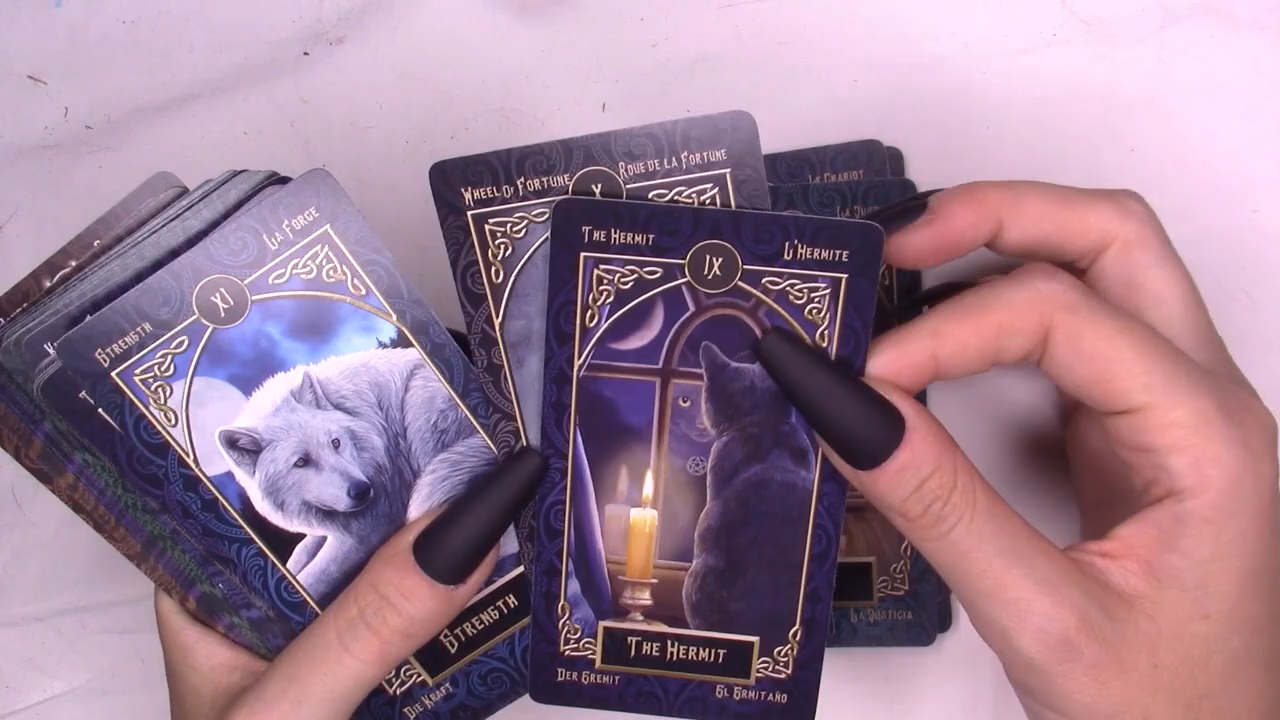 LE CHARIOT
WHEEL OF FORTUNE
X
ROUE DE LA FORTUNE
THE HERMIT
IX
L'HERMITE
THE HERMIT
DER EREMIT
EL ERMITAÑO
LA FORCE
XI
STRENGTH
STRENGTH
DIE KRAFT
LA JUSTICIA